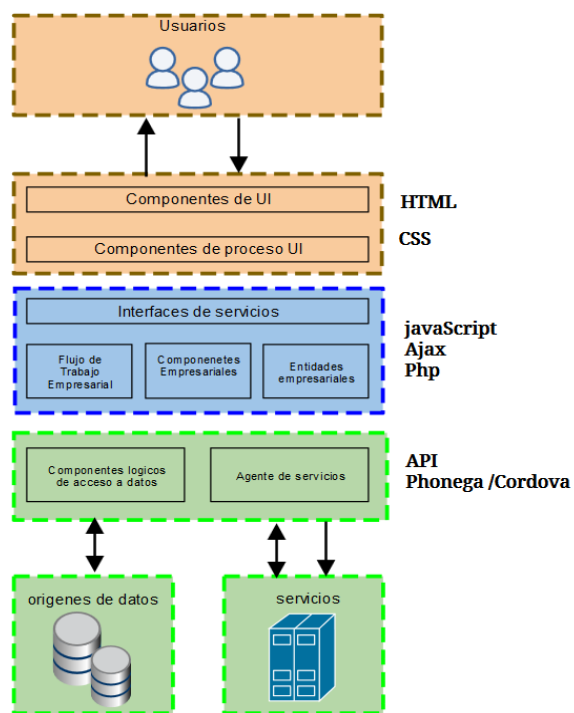 Usuarios
Componentes de UI
HTML
Componentes de proceso UI
CSS
Interfaces de servicios
javaScript
Ajax
Php
Flujo de
Trabajo
Empresarial
Componenetes
Empresariales
Entidades
empresariales
API
Phonega /Cordova
Componentes logicos
de acceso a datos
Agente de servicios
origenes de datos
servicios